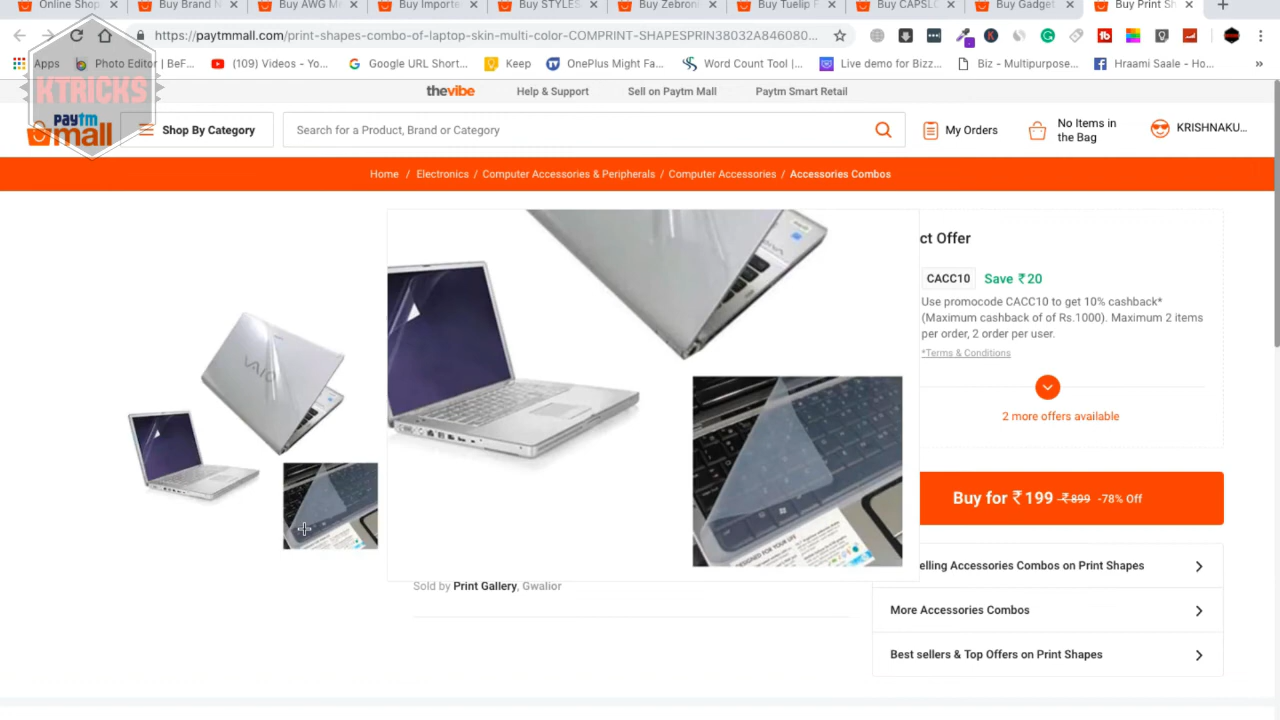 Online Shop
Buy Brand N
Buy AWG M
Buy Importe
Buy STYLES
Buy Zebroni
Buy Tuelip F
Buy CAPSLO
Buy Gadget
Buy Print Sh
https://paytmmall.com/print-shapes-combo-of-laptop-skin-multi-color-COMPRINT-SHAPESPRIN38032A846080...
Apps
Photo Editor | BeF...
(109) Videos - Yo...
Google URL Short...
Keep
OnePlus Might Fa...
Word Count Tool |...
Live demo for Bizz...
Biz - Multipurpose...
Hraami Saale - Ho...
»
KTRICKS
thevibe
Help & Support
Sell on Paytm Mall
Paytm Smart Retail
paytm
mall
Shop By Category
Search for a Product, Brand or Category
My Orders
No Items in
the Bag
KRISHNAKU...
Home / Electronics / Computer Accessories & Peripherals / Computer Accessories / Accessories Combos
VAIO
ct Offer
CACC10 Save ₹20
Use promocode CACC10 to get 10% cashback*
(Maximum cashback of of Rs.1000). Maximum 2 items
per order, 2 order per user.
*Terms & Conditions
2 more offers available
Buy for ₹199 ₹899 -78% Off
DESIGNED FOR YOUR LIFE
Sold by Print Gallery, Gwalior
elling Accessories Combos on Print Shapes
More Accessories Combos
Best sellers & Top Offers on Print Shapes